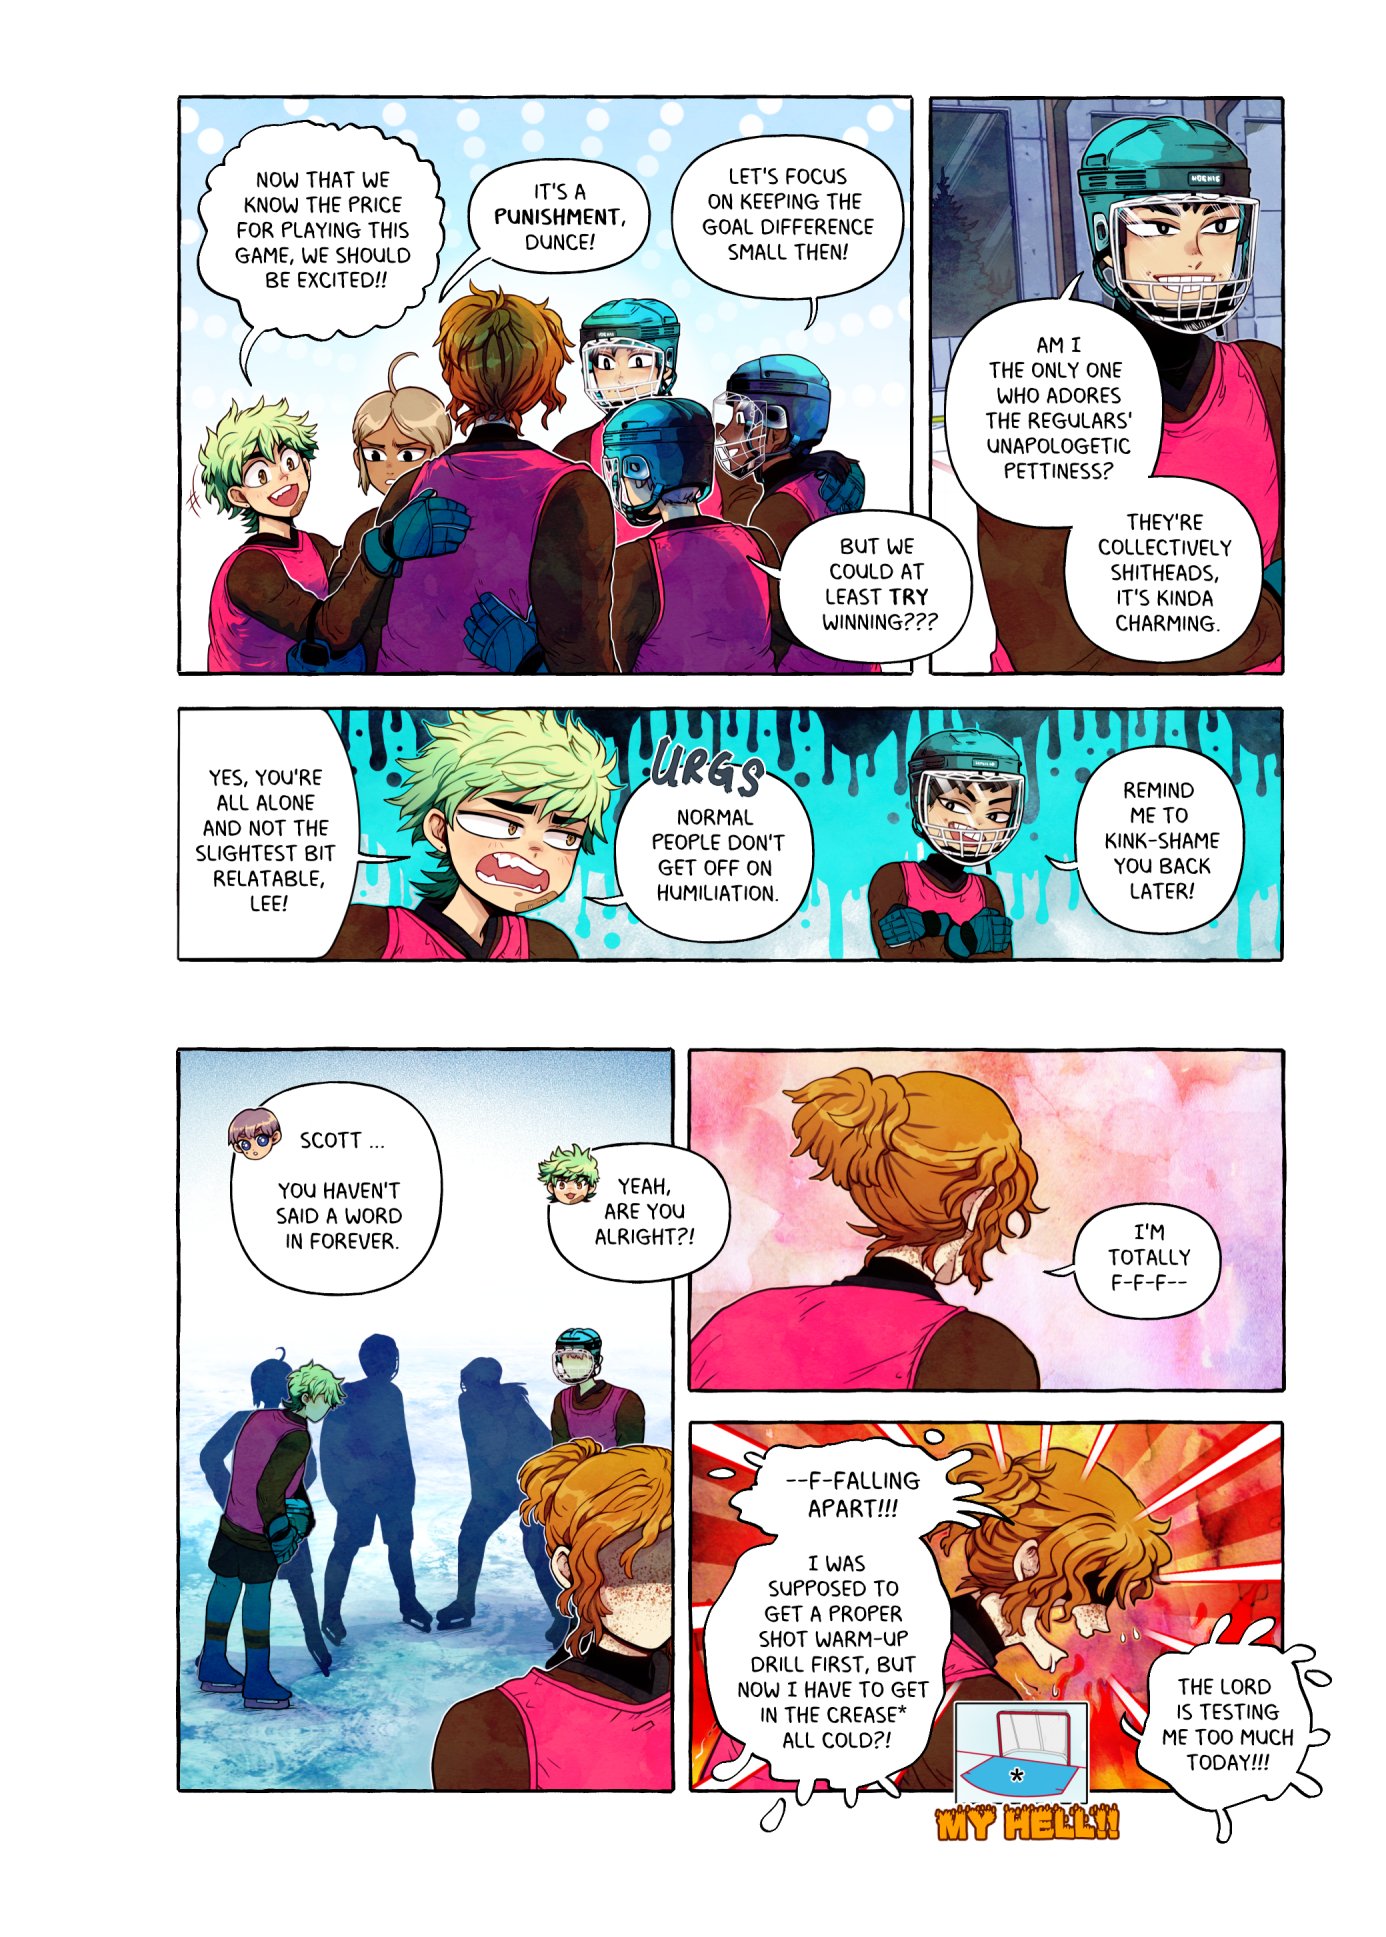 NOW THAT WE
KNOW THE PRICE
FOR PLAYING THIS
GAME, WE SHOULD
BE EXCITED!!
IT'S A
PUNISHMENT,
DUNCE!
LET'S FOCUS
ON KEEPING THE
GOAL DIFFERENCE
SMALL THEN!
BUT WE
COULD AT
LEAST TRY
WINNING???
AM I
THE ONLY ONE
WHO ADORES
THE REGULARS'
UNAPOLOGETIC
PETTINESS?
THEY'RE
COLLECTIVELY
SHITHEADS,
IT'S KINDA
CHARMING.
YES, YOU'RE
ALL ALONE
AND NOT THE
SLIGHTEST BIT
RELATABLE,
LEE!
URGS
NORMAL
PEOPLE DON'T
GET OFF ON
HUMILIATION.
REMIND
ME TO
KINK-SHAME
YOU BACK
LATER!
SCOTT ...
YOU HAVEN'T
SAID A WORD
IN FOREVER.
YEAH,
ARE YOU
ALRIGHT?!
I'M
TOTALLY
F-F-F--
--F-FALLING
APART!!!
I WAS
SUPPOSED TO
GET A PROPER
SHOT WARM-UP
DRILL FIRST, BUT
NOW I HAVE TO GET
IN THE CREASE*
ALL COLD?!
*
MY HELL!!
THE LORD
IS TESTING
ME TOO MUCH
TODAY!!!